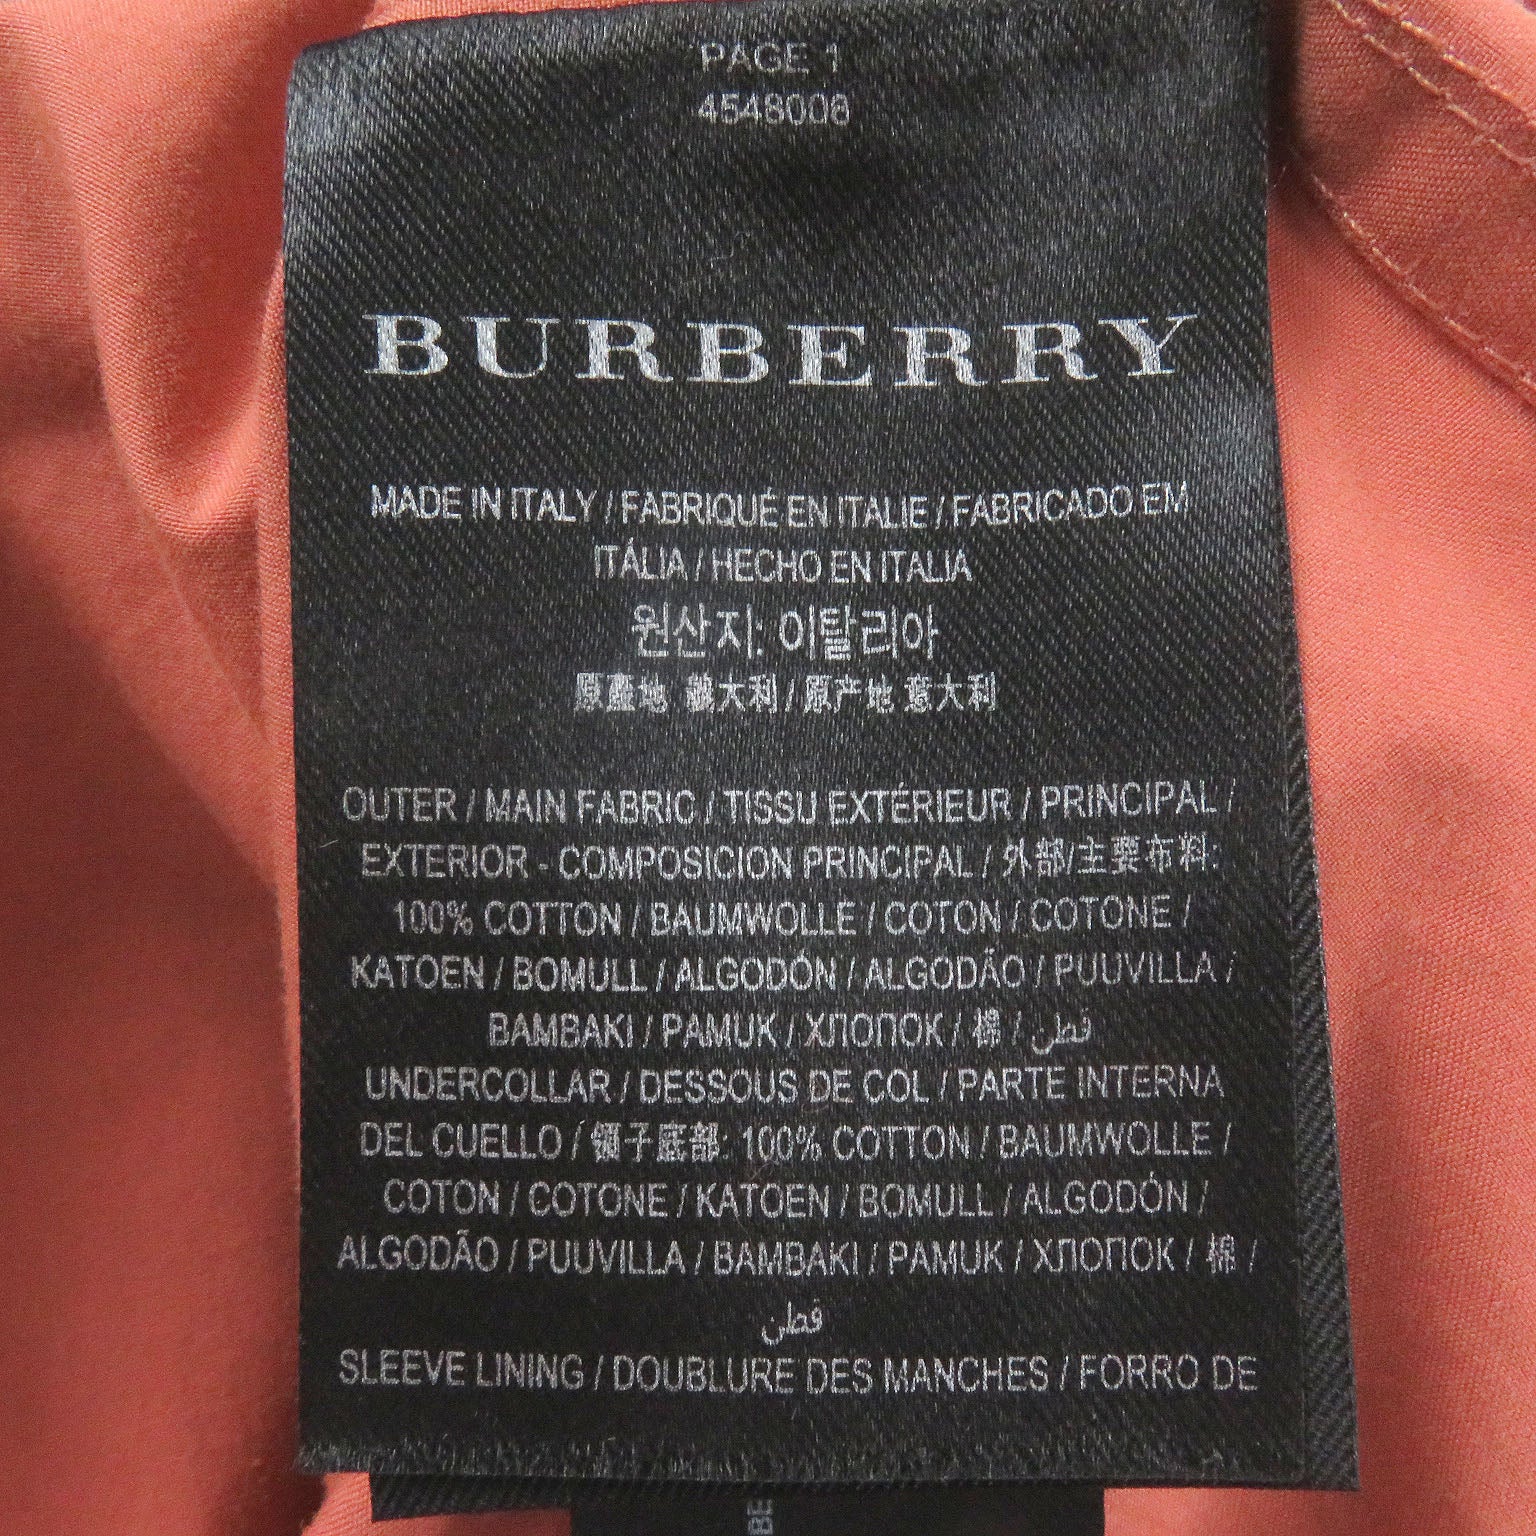 PAGE 1
4548008
BURBERRY
MADE IN ITALY / FABRIQUÉ EN ITALIE / FABRICADO EM
ITÁLIA / HECHO EN ITALIA
원산지: 이탈리아
原產地 義大利 / 原产地 意大利
OUTER / MAIN FABRIC / TISSU EXTÉRIEUR / PRINCIPAL /
EXTERIOR - COMPOSICION PRINCIPAL / 外部/主要布料:
100% COTTON / BAUMWOLLE / COTON / COTONE /
KATOEN / BOMULL / ALGODÓN / ALGODÃO / PUUVILLA /
BAMBAKI / PAMUK / ХЛОПОК / 棉 / قطن
UNDERCOLLAR / DESSOUS DE COL / PARTE INTERNA
DEL CUELLO / 領子底部: 100% COTTON / BAUMWOLLE /
COTON / COTONE / KATOEN / BOMULL / ALGODÓN /
ALGODÃO / PUUVILLA / BAMBAKI / PAMUK / ХЛОПОК / 棉 /
قطن
SLEEVE LINING / DOUBLURE DES MANCHES / FORRO DE
BE